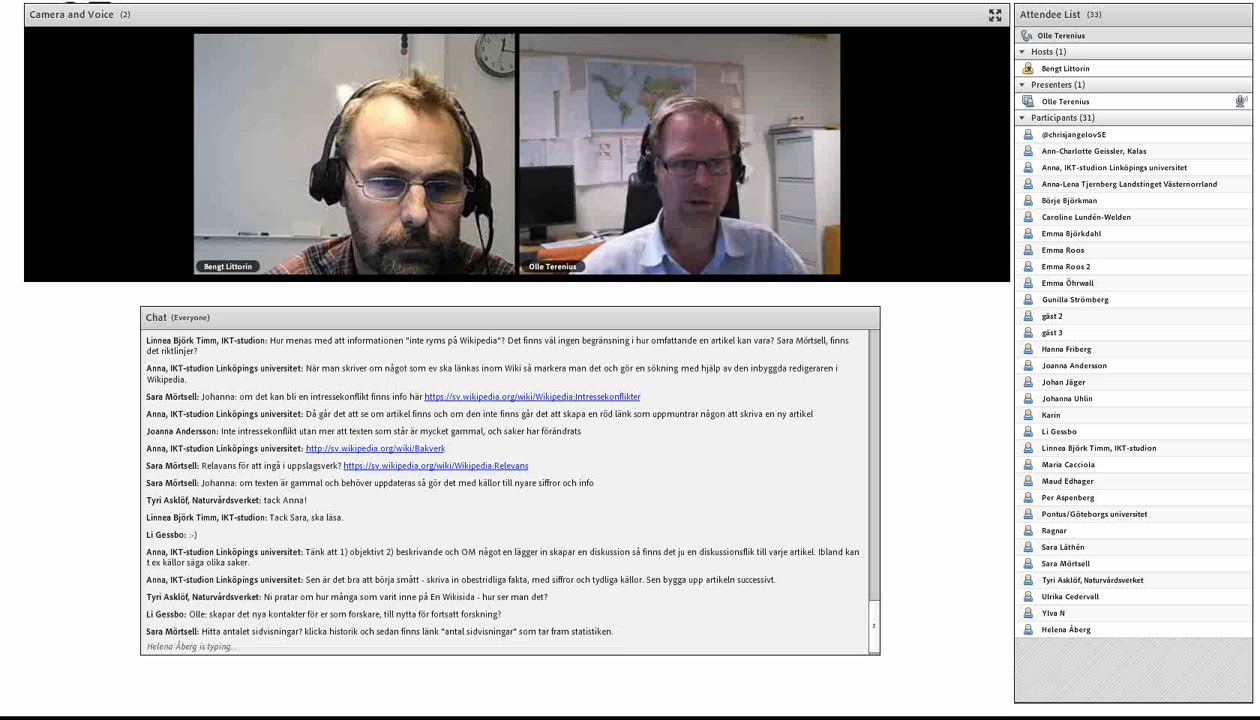 Camera and Voice (2)
Bengt Littorin
Olle Terenius
Chat (Everyone)
Linnea Björk Timm, IKT-studion: Hur menas med att informationen "inte ryms på Wikipedia"? Det finns väl ingen begränsning i hur omfattande en artikel kan vara? Sara Mörtsell, finns
det riktlinjer?
Anna, IKT-studion Linköpings universitet: När man skriver om något som ev ska länkas inom Wiki så markera man det och gör en sökning med hjälp av den inbyggda redigeraren i
Wikipedia.
Sara Mörtsell: Johanna: om det kan bli en intressekonflikt finns info här https://sv.wikipedia.org/wiki/Wikipedia:Intressekonflikter
Anna, IKT-studion Linköpings universitet: Då går det att se om artikel finns och om den inte finns går det att skapa en röd länk som uppmuntrar någon att skriva en ny artikel
Joanna Andersson: Inte intressekonflikt utan mer att texten som står är mycket gammal, och saker har förändrats
Anna, IKT-studion Linköpings universitet: http://sv.wikipedia.org/wiki/Bakverk
Sara Mörtsell: Relavans för att ingå i uppslagsverk? https://sv.wikipedia.org/wiki/Wikipedia:Relevans
Sara Mörtsell: Johanna: om texten är gammal och behöver uppdateras så gör det med källor till nyare siffror och info
Tyri Asklöf, Naturvårdsverket: tack Anna!
Linnea Björk Timm, IKT-studion: Tack Sara, ska läsa.
Li Gessbo: :-)
Anna, IKT-studion Linköpings universitet: Tänk att 1) objektivt 2) beskrivande och OM något en lägger in skapar en diskussion så finns det ju en diskussionsflik till varje artikel. Ibland kan
t ex källor säga olika saker.
Anna, IKT-studion Linköpings universitet: Sen är det bra att börja smått - skriva in obestridliga fakta, med siffror och tydliga källor. Sen bygga upp artikeln successivt.
Tyri Asklöf, Naturvårdsverket: Ni pratar om hur många som varit inne på En Wikisida - hur ser man det?
Li Gessbo: Olle: skapar det nya kontakter för er som forskare, till nytta för fortsatt forskning?
Sara Mörtsell: Hitta antalet sidvisningar? klicka historik och sedan finns länk "antal sidvisningar" som tar fram statistiken.
Helena Åberg is typing...
Attendee List (33)
Olle Terenius
Hosts (1)
Bengt Littorin
Presenters (1)
Olle Terenius
Participants (31)
@chrisjangelovSE
Ann-Charlotte Geissler, Kalas
Anna, IKT-studion Linköpings universitet
Anna-Lena Tjernberg Landstinget Västernorrland
Börje Björkman
Caroline Lundén-Welden
Emma Björkdahl
Emma Roos
Emma Roos 2
Emma Öhrwall
Gunilla Strömberg
gäst 2
gäst 3
Hanna Friberg
Joanna Andersson
Johan Jäger
Johanna Uhlin
Karin
Li Gessbo
Linnea Björk Timm, IKT-studion
Maria Cacciola
Maud Edhager
Per Aspenberg
Pontus/Göteborgs universitet
Ragnar
Sara Låthén
Sara Mörtsell
Tyri Asklöf, Naturvårdsverket
Ulrika Cedervall
Ylva N
Helena Åberg